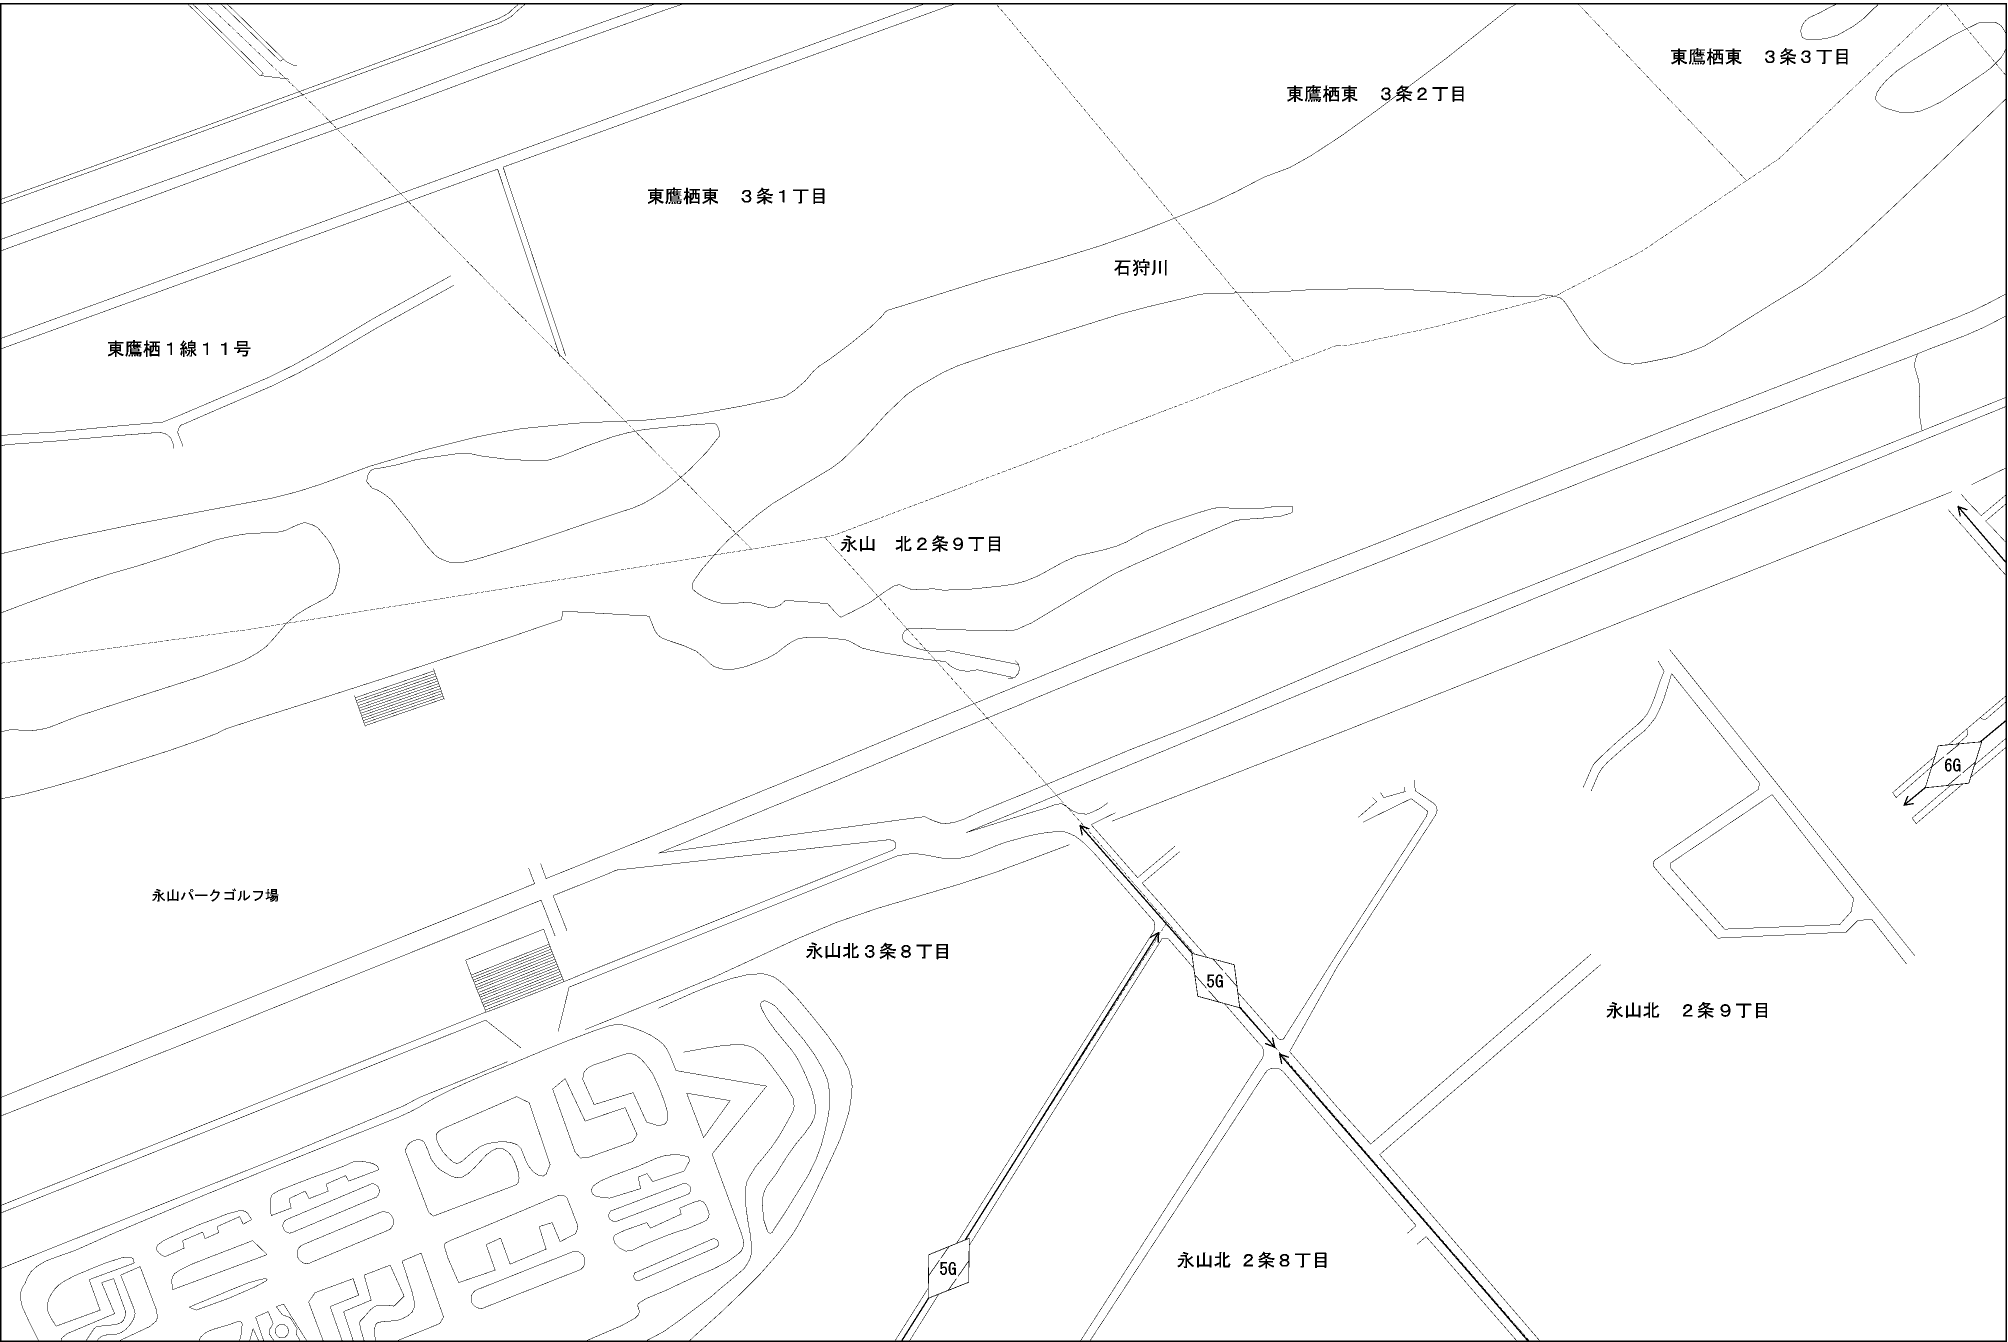 東鷹栖東　３条３丁目
東鷹栖東　３条２丁目
東鷹栖東　３条１丁目
石狩川
東鷹栖１線１１号
永山　北２条９丁目
6G
永山パークゴルフ場
永山北３条８丁目
5G
永山北　２条９丁目
永山北 ２条８丁目
5G